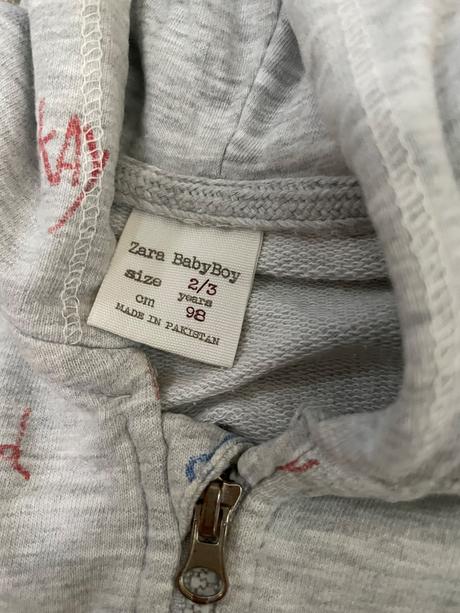 Zara BabyBoy
size 2/3
years
cm 98
MADE IN PAKISTAN